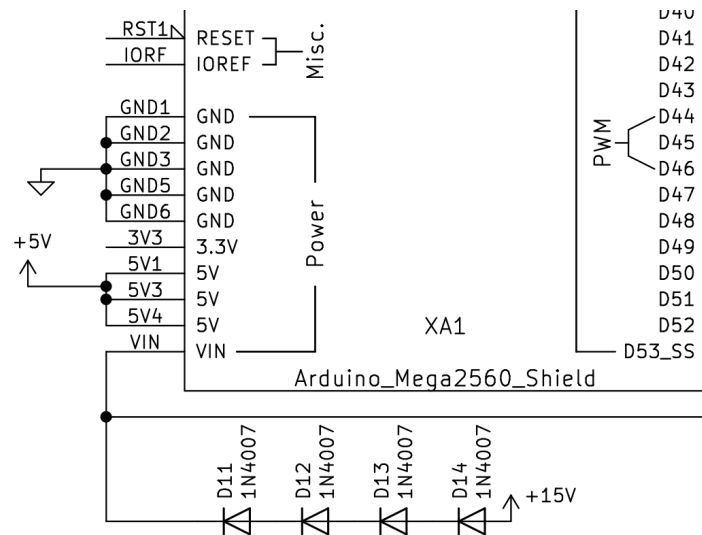 RST1
RESET
IORF
IOREF
Misc.
GND1
GND
GND2
GND
GND3
GND
GND5
GND
GND6
GND
3V3
3.3V
5V1
5V
5V3
5V
5V4
5V
VIN
VIN
Power
+5V
XA1
Arduino_Mega2560_Shield
D40
D41
D42
D43
D44
D45
D46
D47
D48
D49
D50
D51
D52
D53_SS
PWM
D11
1N4007
D12
1N4007
D13
1N4007
D14
1N4007
+15V